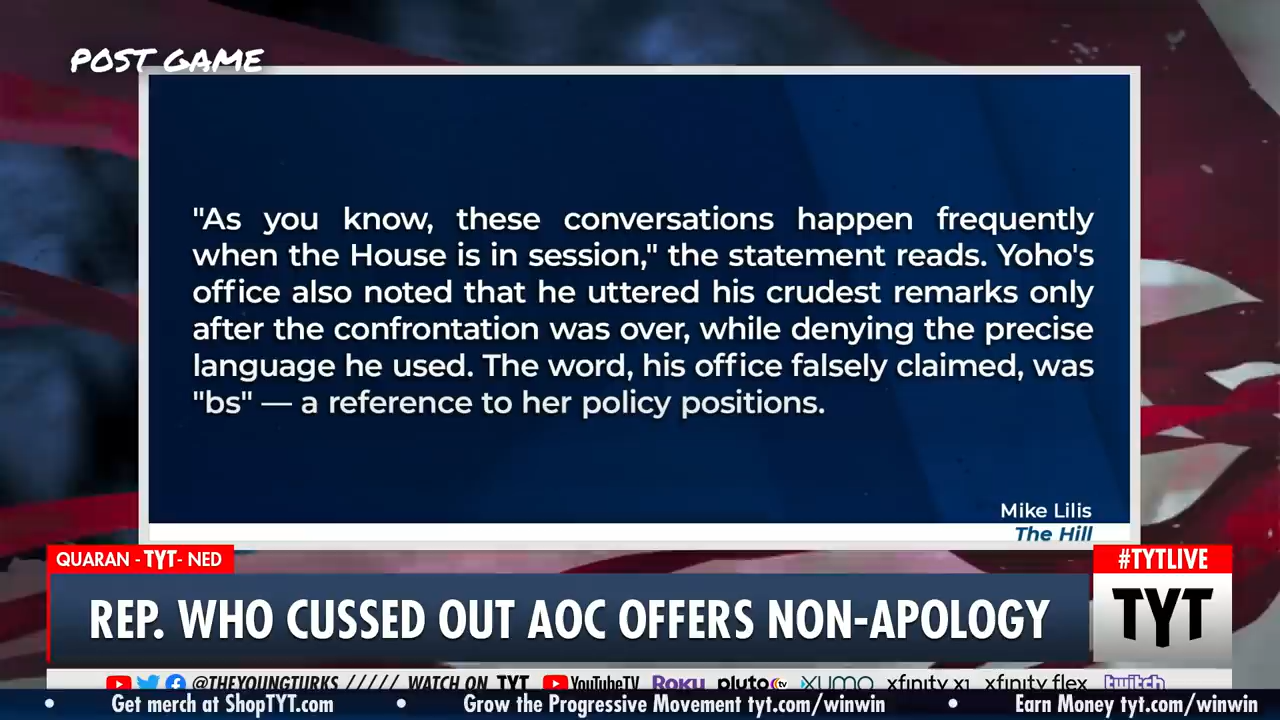 POST GAME
"As you know, these conversations happen frequently
when the House is in session," the statement reads. Yoho's
office also noted that he uttered his crudest remarks only
after the confrontation was over, while denying the precise
language he used. The word, his office falsely claimed, was
"bs" — a reference to her policy positions.
Mike Lilis
The Hill
QUARAN -TYT- NED
#TYTLIVE
REP. WHO CUSSED OUT AOC OFFERS NON-APOLOGY
TYT
@THEYOUNGTURKS ///// WATCH ON TYT YouTubeTV Roku pluto tv xumo xfinity x1 xfinity flex twitch
• Get merch at ShopTYT.com • Grow the Progressive Movement tyt.com/winwin • Earn Money tyt.com/winwin